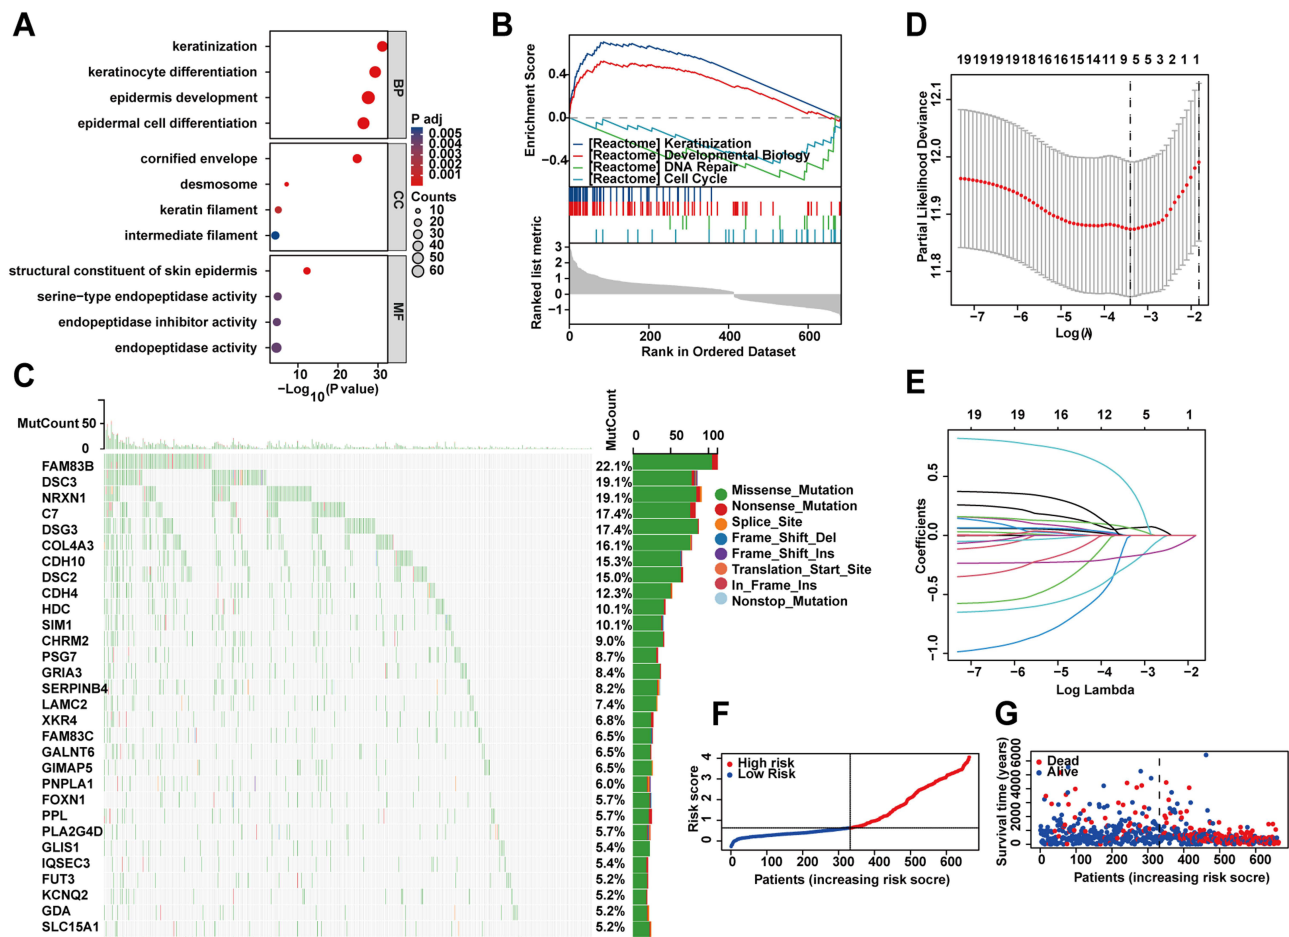 A
keratinization
keratinocyte differentiation
epidermis development
epidermal cell differentiation
BP
cornified envelope
desmosome
keratin filament
intermediate filament
CC
structural constituent of skin epidermis
serine-type endopeptidase activity
endopeptidase inhibitor activity
endopeptidase activity
MF
10 20 30
-Log10(P value)
P adj
0.005
0.004
0.003
0.002
0.001
Counts
10
20
30
40
50
60
B
Enrichment Score
0.4
0.0
-0.4
[Reactome] Keratinization
[Reactome] Developmental Biology
[Reactome] DNA Repair
[Reactome] Cell Cycle
Ranked list metric
3
2
1
0
-1
0 200 400 600
Rank in Ordered Dataset
D
19 19 19 19 18 16 16 15 14 11 9 5 5 3 2 1 1
Partial Likelihood Deviance
12.1
12.0
11.9
11.8
-7 -6 -5 -4 -3 -2
Log(λ)
C
MutCount 50
0
MutCount
0 50 100
FAM83B 22.1%
DSC3 19.1%
NRXN1 19.1%
C7 17.4%
DSG3 17.4%
COL4A3 16.1%
CDH10 15.3%
DSC2 15.0%
CDH4 12.3%
HDC 10.1%
SIM1 10.1%
CHRM2 9.0%
PSG7 8.7%
GRIA3 8.4%
SERPINB4 8.2%
LAMC2 7.4%
XKR4 6.8%
FAM83C 6.5%
GALNT6 6.5%
GIMAP5 6.5%
PNPLA1 6.0%
FOXN1 5.7%
PPL 5.7%
PLA2G4D 5.7%
GLIS1 5.4%
IQSEC3 5.4%
FUT3 5.2%
KCNQ2 5.2%
GDA 5.2%
SLC15A1 5.2%
Missense_Mutation
Nonsense_Mutation
Splice_Site
Frame_Shift_Del
Frame_Shift_Ins
Translation_Start_Site
In_Frame_Ins
Nonstop_Mutation
E
19 19 16 12 5 1
Coefficients
0.5
0.0
-0.5
-1.0
-7 -6 -5 -4 -3 -2
Log Lambda
F
Risk score
4
3
2
1
0
High risk
Low Risk
0 100 200 300 400 500 600
Patients (increasing risk socre)
G
Survival time (years)
0 2000 4000 6000
Dead
Alive
0 100 200 300 400 500 600
Patients (increasing risk socre)